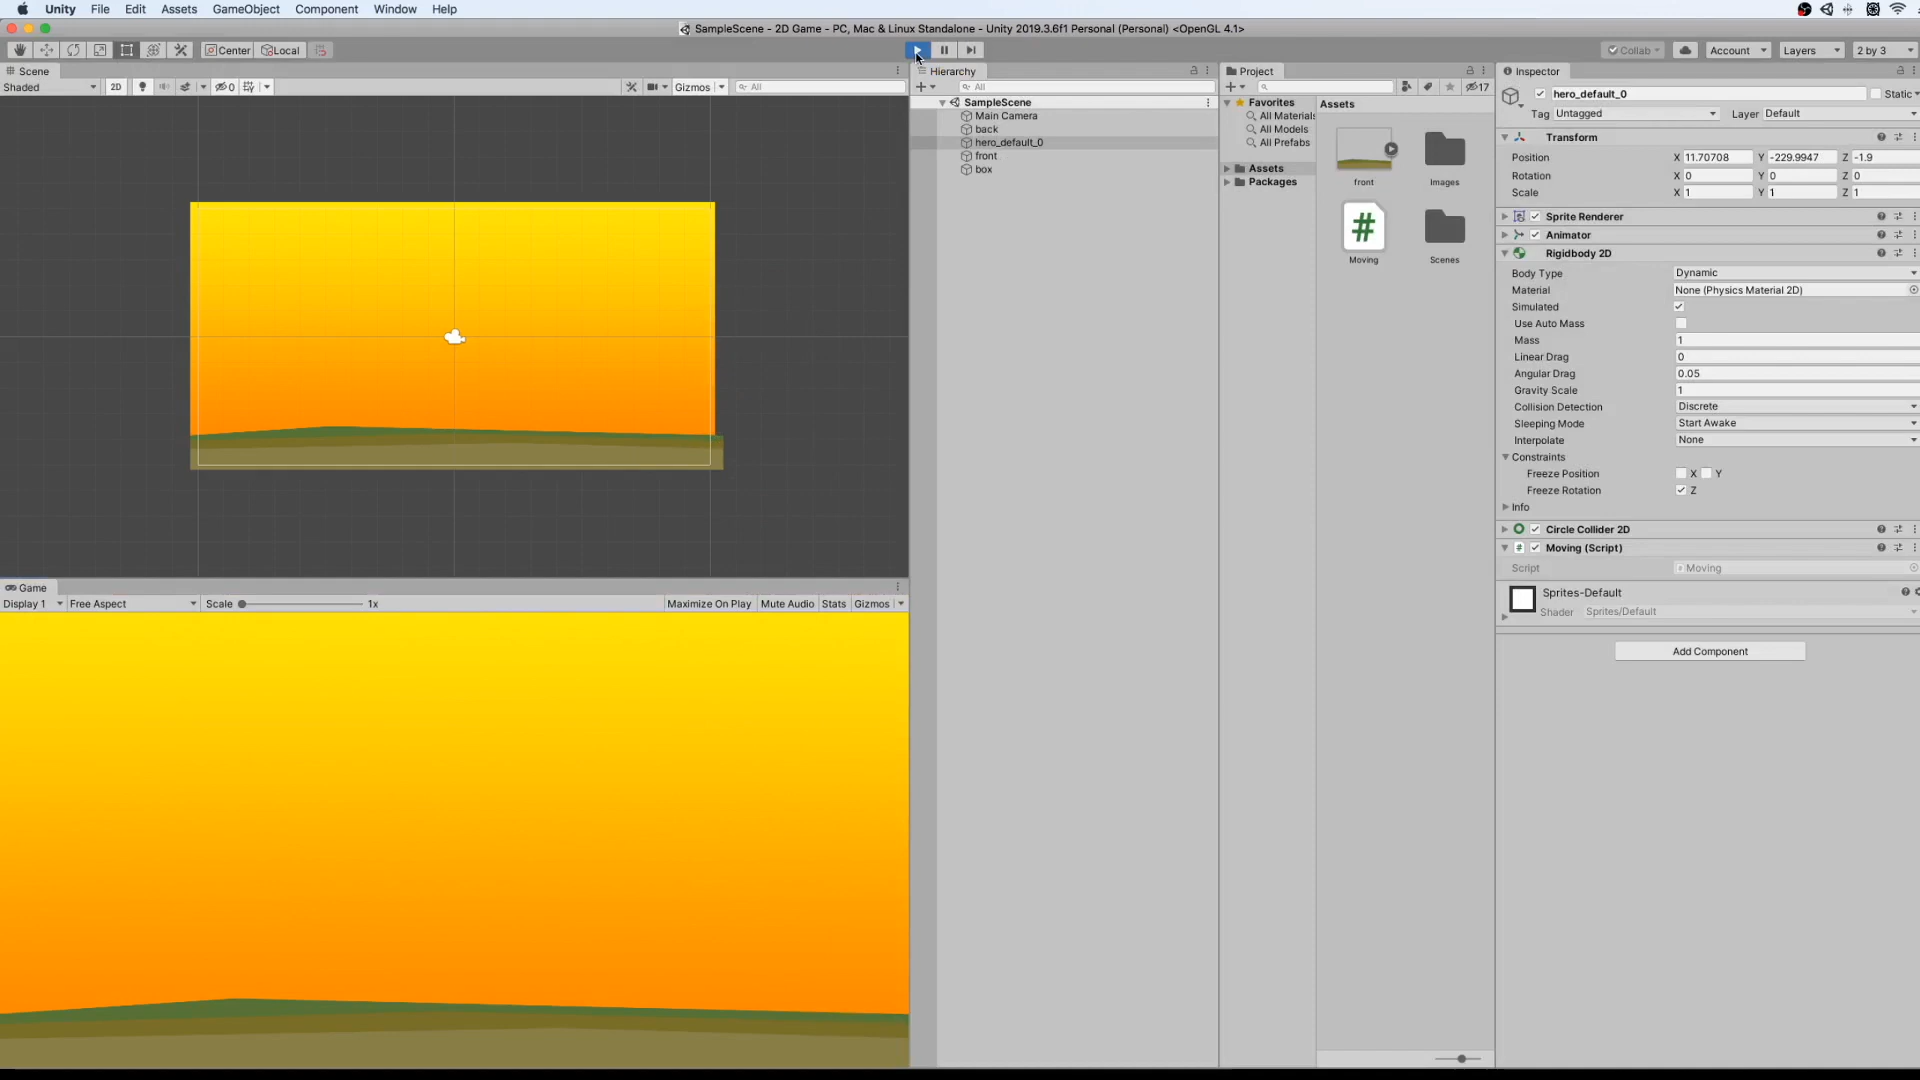 Unity File Edit Assets GameObject Component Window Help
SampleScene - 2D Game - PC, Mac & Linux Standalone - Unity 2019.3.6f1 Personal (Personal) <OpenGL 4.1>
Center Local Collab Account Layers 2 by 3
Scene
Shaded 2D 0 Gizmos All
Hierarchy
All
SampleScene
Main Camera
back
hero_default_0
front
box
Project
17
Favorites
All Materials
All Models
All Prefabs
Assets
Packages
Assets
front Images
#
Moving Scenes
Inspector
hero_default_0 Static
Tag Untagged Layer Default
Transform
Position X 11.70708 Y -229.9947 Z -1.9
Rotation X 0 Y 0 Z 0
Scale X 1 Y 1 Z 1
Sprite Renderer
Animator
Rigidbody 2D
Body Type Dynamic
Material None (Physics Material 2D)
Simulated
Use Auto Mass
Mass 1
Linear Drag 0
Angular Drag 0.05
Gravity Scale 1
Collision Detection Discrete
Sleeping Mode Start Awake
Interpolate None
Constraints
Freeze Position X Y
Freeze Rotation Z
Info
Circle Collider 2D
# Moving (Script)
Script Moving
Sprites-Default
Shader Sprites/Default
Add Component
Game
Display 1 Free Aspect Scale 1x Maximize On Play Mute Audio Stats Gizmos